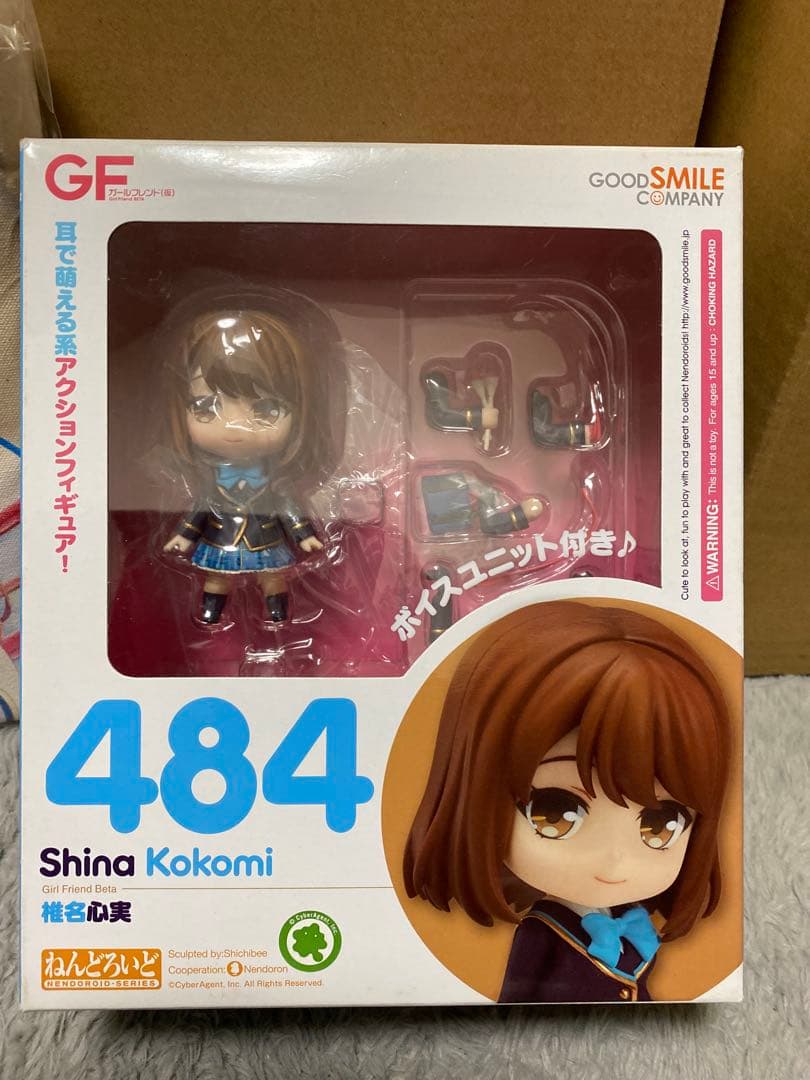 GF
ガールフレンド(仮)
Girl Friend BETA
GOODSMILE
COMPANY
耳で萌える系アクションフィギュア!
Cute to look at, fun to play with and great to collect Nendoroids! http://www.goodsmile.jp
⚠WARNING: This is not a toy. For ages 15 and up : CHOKING HAZARD
ボイスユニット付き♪
484
Shina Kokomi
Girl Friend Beta
椎名心実
© CyberAgent, Inc.
ねんどろいど
NENDOROID・SERIES
Sculpted by:Shichibee
Cooperation: Nendoron
©CyberAgent, Inc. All Rights Reserved.